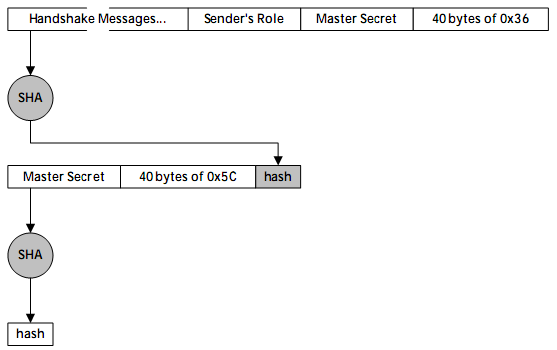 Handshake Messages... Sender's Role Master Secret 40 bytes of 0x36
SHA
Master Secret 40 bytes of 0x5C hash
SHA
hash